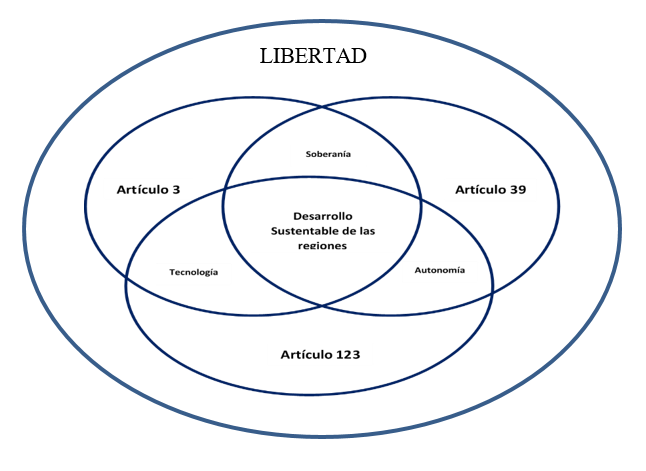 LIBERTAD
Soberanía
Artículo 3
Artículo 39
Desarrollo
Sustentable de las
regiones
Tecnología
Autonomía
Artículo 123